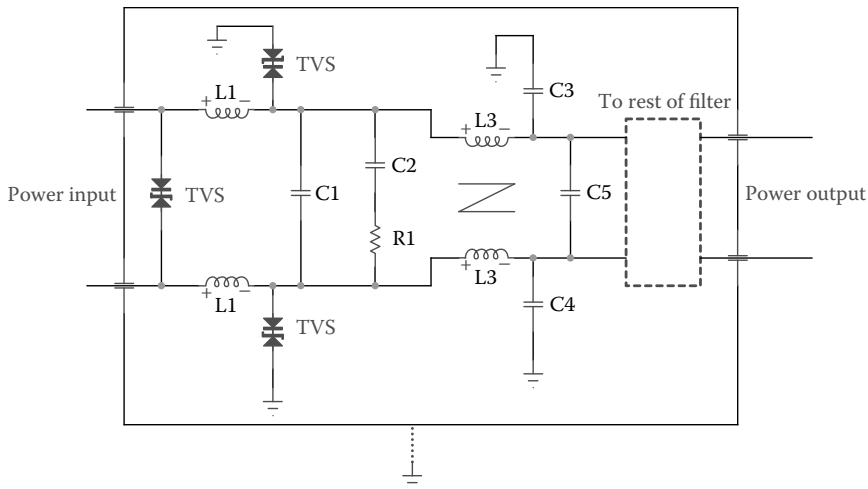 TVS
C3
L1
+ −
To rest of filter
L3
+ −
C2
Power input
TVS
C1
C5
Power output
R1
+ −
L1
+ −
L3
TVS
C4